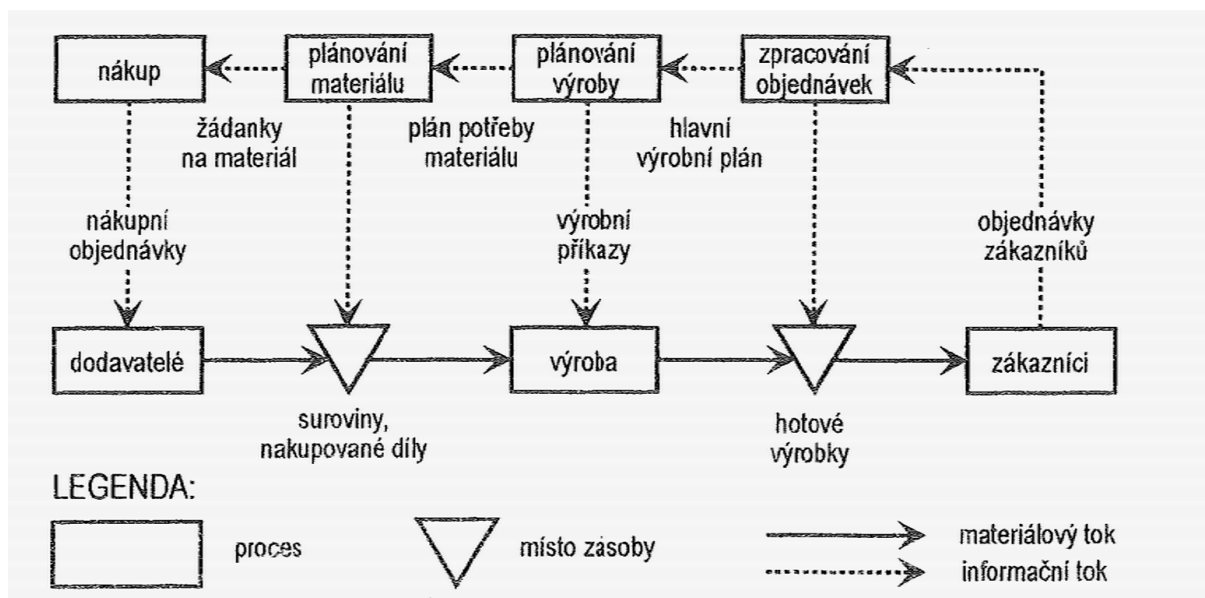 nákup
plánování
materiálu
plánování
výroby
zpracování
objednávek
žádanky
na materiál
plán potřeby
materiálu
hlavní
výrobní plán
nákupní
objednávky
výrobní
příkazy
objednávky
zákazníků
dodavatelé
výroba
zákazníci
suroviny,
nakupované díly
hotové
výrobky
LEGENDA:
proces
místo zásoby
materiálový tok
informační tok